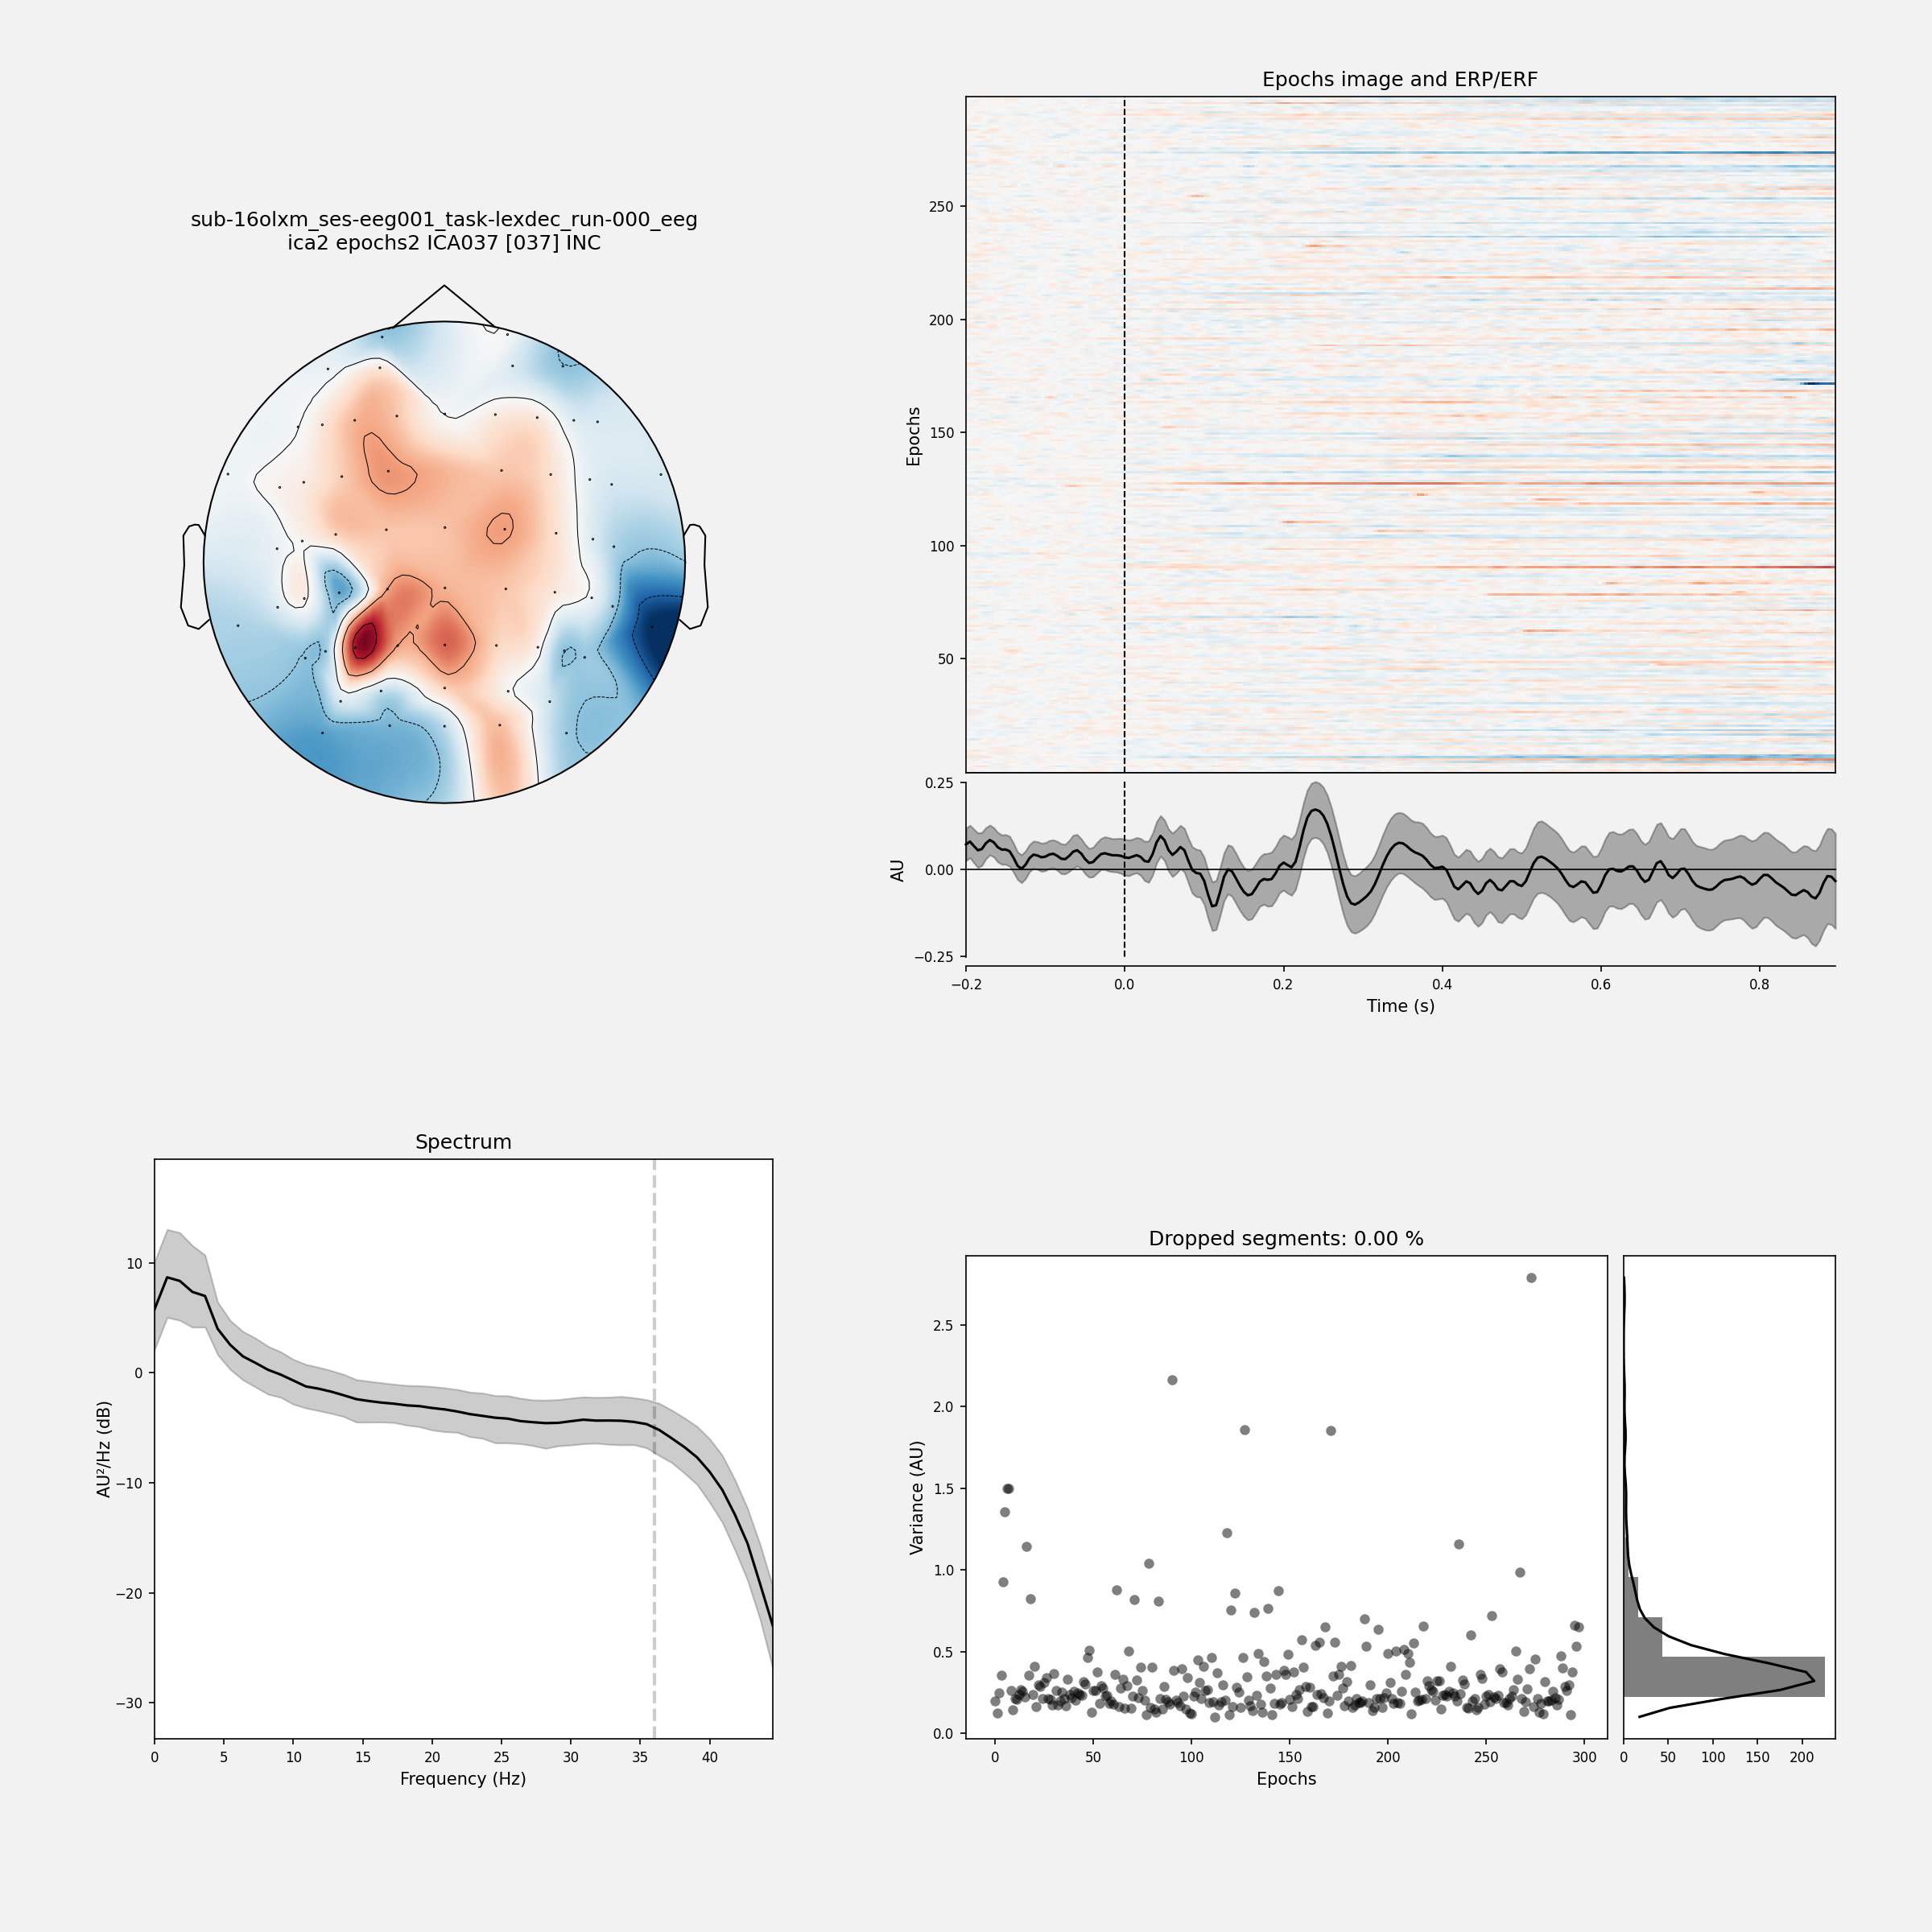 sub-16olxm_ses-eeg001_task-lexdec_run-000_eeg
ica2 epochs2 ICA037 [037] INC
Epochs image and ERP/ERF
250
200
150
100
50
Epochs
0.25
0.00
−0.25
AU
−0.2 0.0 0.2 0.4 0.6 0.8
Time (s)
Spectrum
10
0
−10
−20
−30
AU²/Hz (dB)
0 5 10 15 20 25 30 35 40
Frequency (Hz)
Dropped segments: 0.00 %
2.5
2.0
1.5
1.0
0.5
0.0
Variance (AU)
0 50 100 150 200 250 300
Epochs
0 50 100 150 200